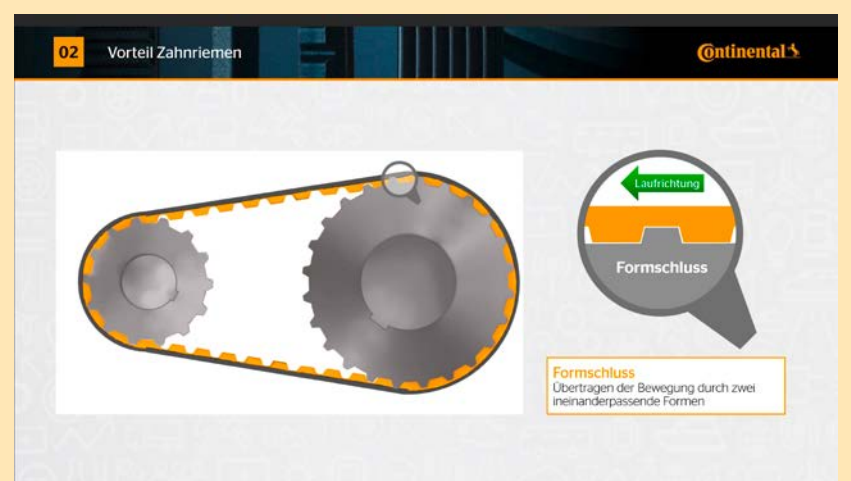 02 Vorteil Zahnriemen
Continental
Laufrichtung
Formschluss
Formschluss
Übertragen der Bewegung durch zwei
ineinanderpassende Formen